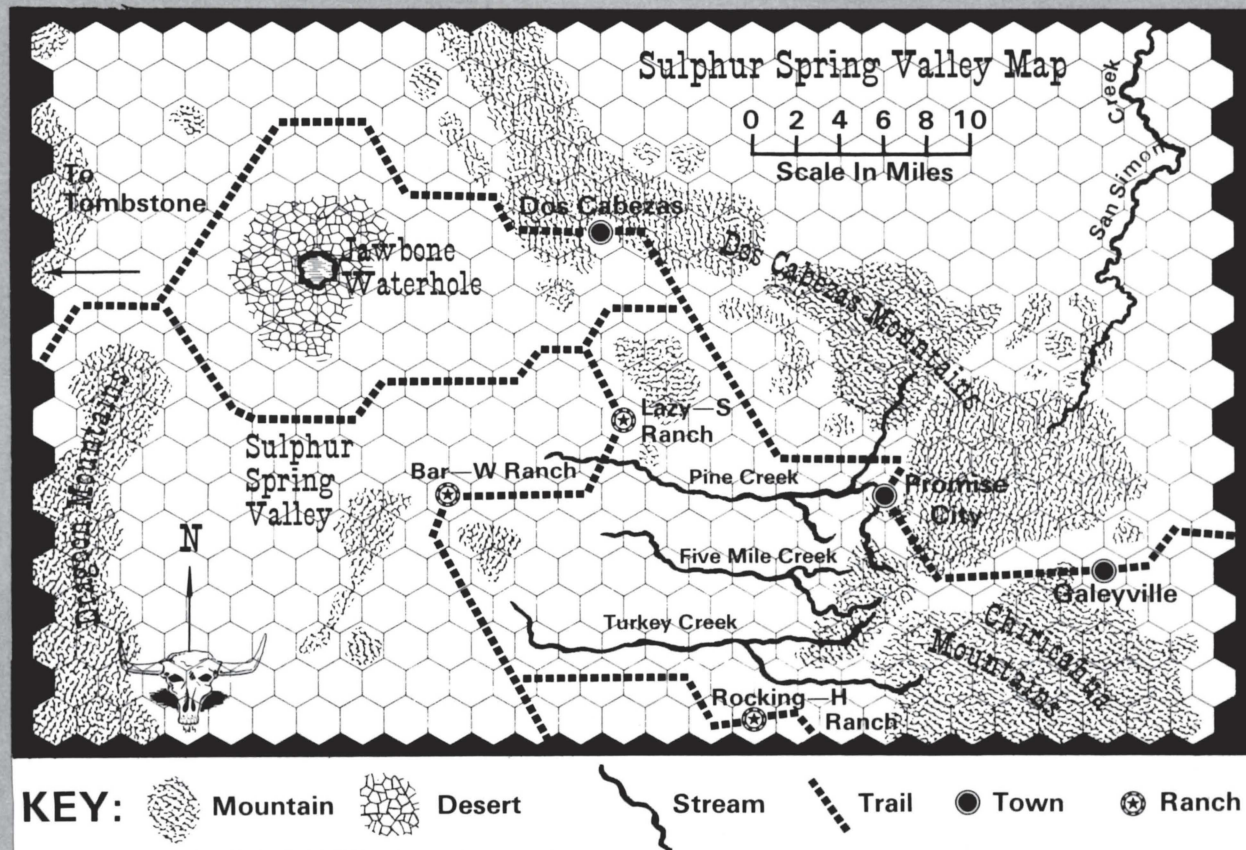 Sulphur Spring Valley Map
0 2 4 6 8 10
Scale In Miles
Creek
San Simon
To
Tombstone
Dos Cabezas
Jawbone
Waterhole
Dos Cabezas Mountains
Dragoon Mountains
Lazy—S
Ranch
Sulphur
Spring
Valley
Bar—W Ranch
Pine Creek
Promise
City
N
Five Mile Creek
Galeyville
Turkey Creek
Chiricahua
Mountains
Rocking—H
Ranch
KEY:
Mountain
Desert
Stream
Trail
Town
Ranch